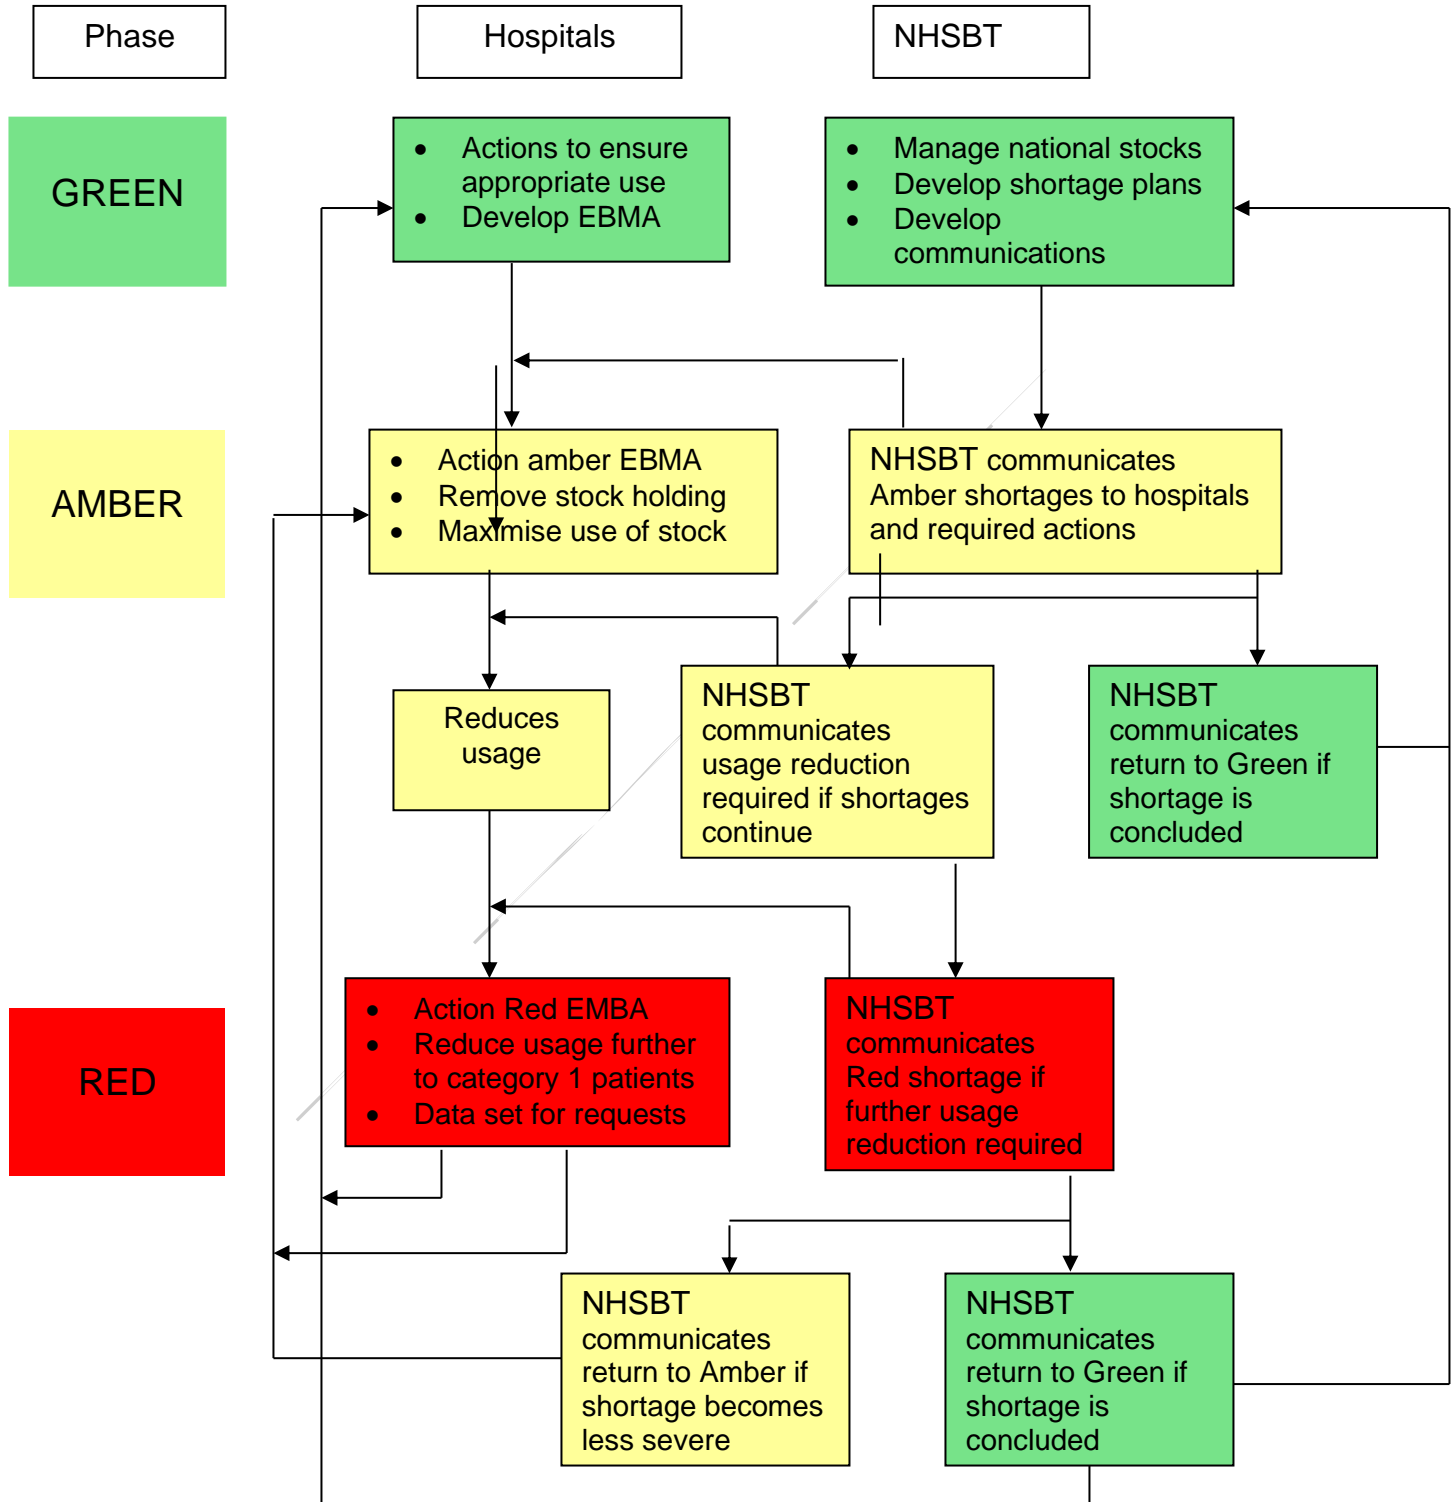 Phase
Hospitals
NHSBT
GREEN
• Actions to ensure
appropriate use
• Develop EBMA
• Manage national stocks
• Develop shortage plans
• Develop
communications
AMBER
• Action amber EBMA
• Remove stock holding
• Maximise use of stock
NHSBT communicates
Amber shortages to hospitals
and required actions
Reduces
usage
NHSBT
communicates
usage reduction
required if shortages
continue
NHSBT
communicates
return to Green if
shortage is
concluded
RED
• Action Red EMBA
• Reduce usage further
to category 1 patients
• Data set for requests
NHSBT
communicates
Red shortage if
further usage
reduction required
NHSBT
communicates
return to Amber if
shortage becomes
less severe
NHSBT
communicates
return to Green if
shortage is
concluded